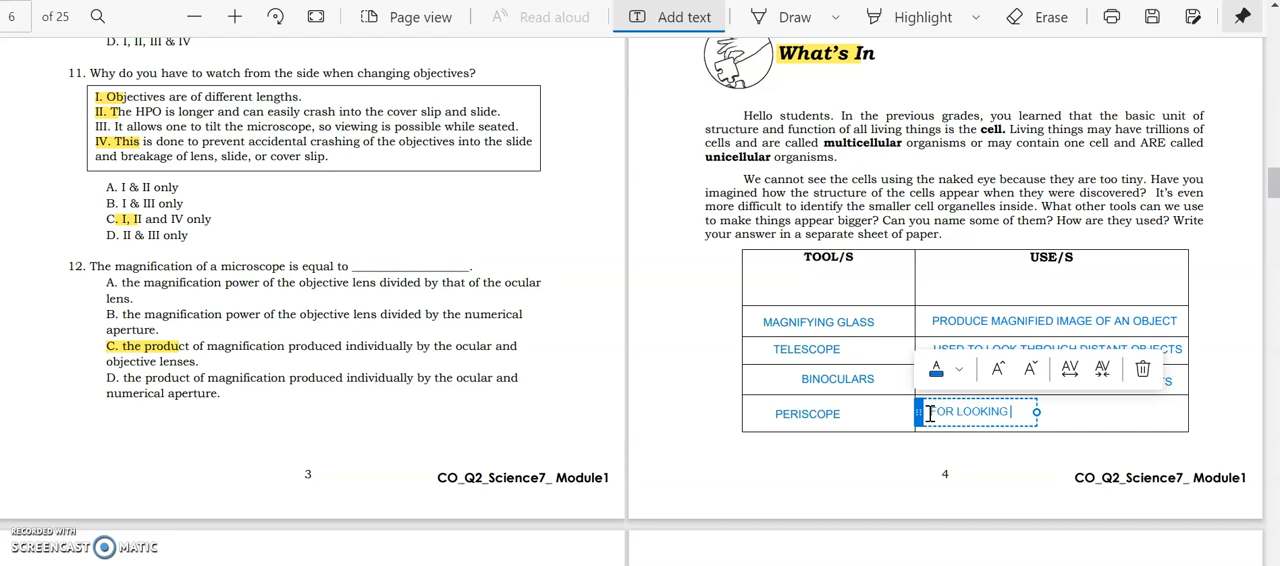 6 of 25 Page view Read aloud Add text Draw Highlight Erase
D. I, II, III & IV
11. Why do you have to watch from the side when changing objectives?
I. Objectives are of different lengths.
II. The HPO is longer and can easily crash into the cover slip and slide.
III. It allows one to tilt the microscope, so viewing is possible while seated.
IV. This is done to prevent accidental crashing of the objectives into the slide
and breakage of lens, slide, or cover slip.
A. I & II only
B. I & III only
C. I, II and IV only
D. II & III only
12. The magnification of a microscope is equal to ____________________.
A. the magnification power of the objective lens divided by that of the ocular
lens.
B. the magnification power of the objective lens divided by the numerical
aperture.
C. the product of magnification produced individually by the ocular and
objective lenses.
D. the product of magnification produced individually by the ocular and
numerical aperture.
3 CO_Q2_Science7_ Module1
What's In
Hello students. In the previous grades, you learned that the basic unit of
structure and function of all living things is the cell. Living things may have trillions of
cells and are called multicellular organisms or may contain one cell and ARE called
unicellular organisms.
We cannot see the cells using the naked eye because they are too tiny. Have you
imagined how the structure of the cells appear when they were discovered? It's even
more difficult to identify the smaller cell organelles inside. What other tools can we use
to make things appear bigger? Can you name some of them? How are they used? Write
your answer in a separate sheet of paper.
TOOL/S USE/S
MAGNIFYING GLASS PRODUCE MAGNIFIED IMAGE OF AN OBJECT
TELESCOPE USED TO LOOK THROUGH DISTANT OBJECTS
BINOCULARS
PERISCOPE FOR LOOKING
4 CO_Q2_Science7_ Module1
RECORDED WITH
SCREENCAST MATIC